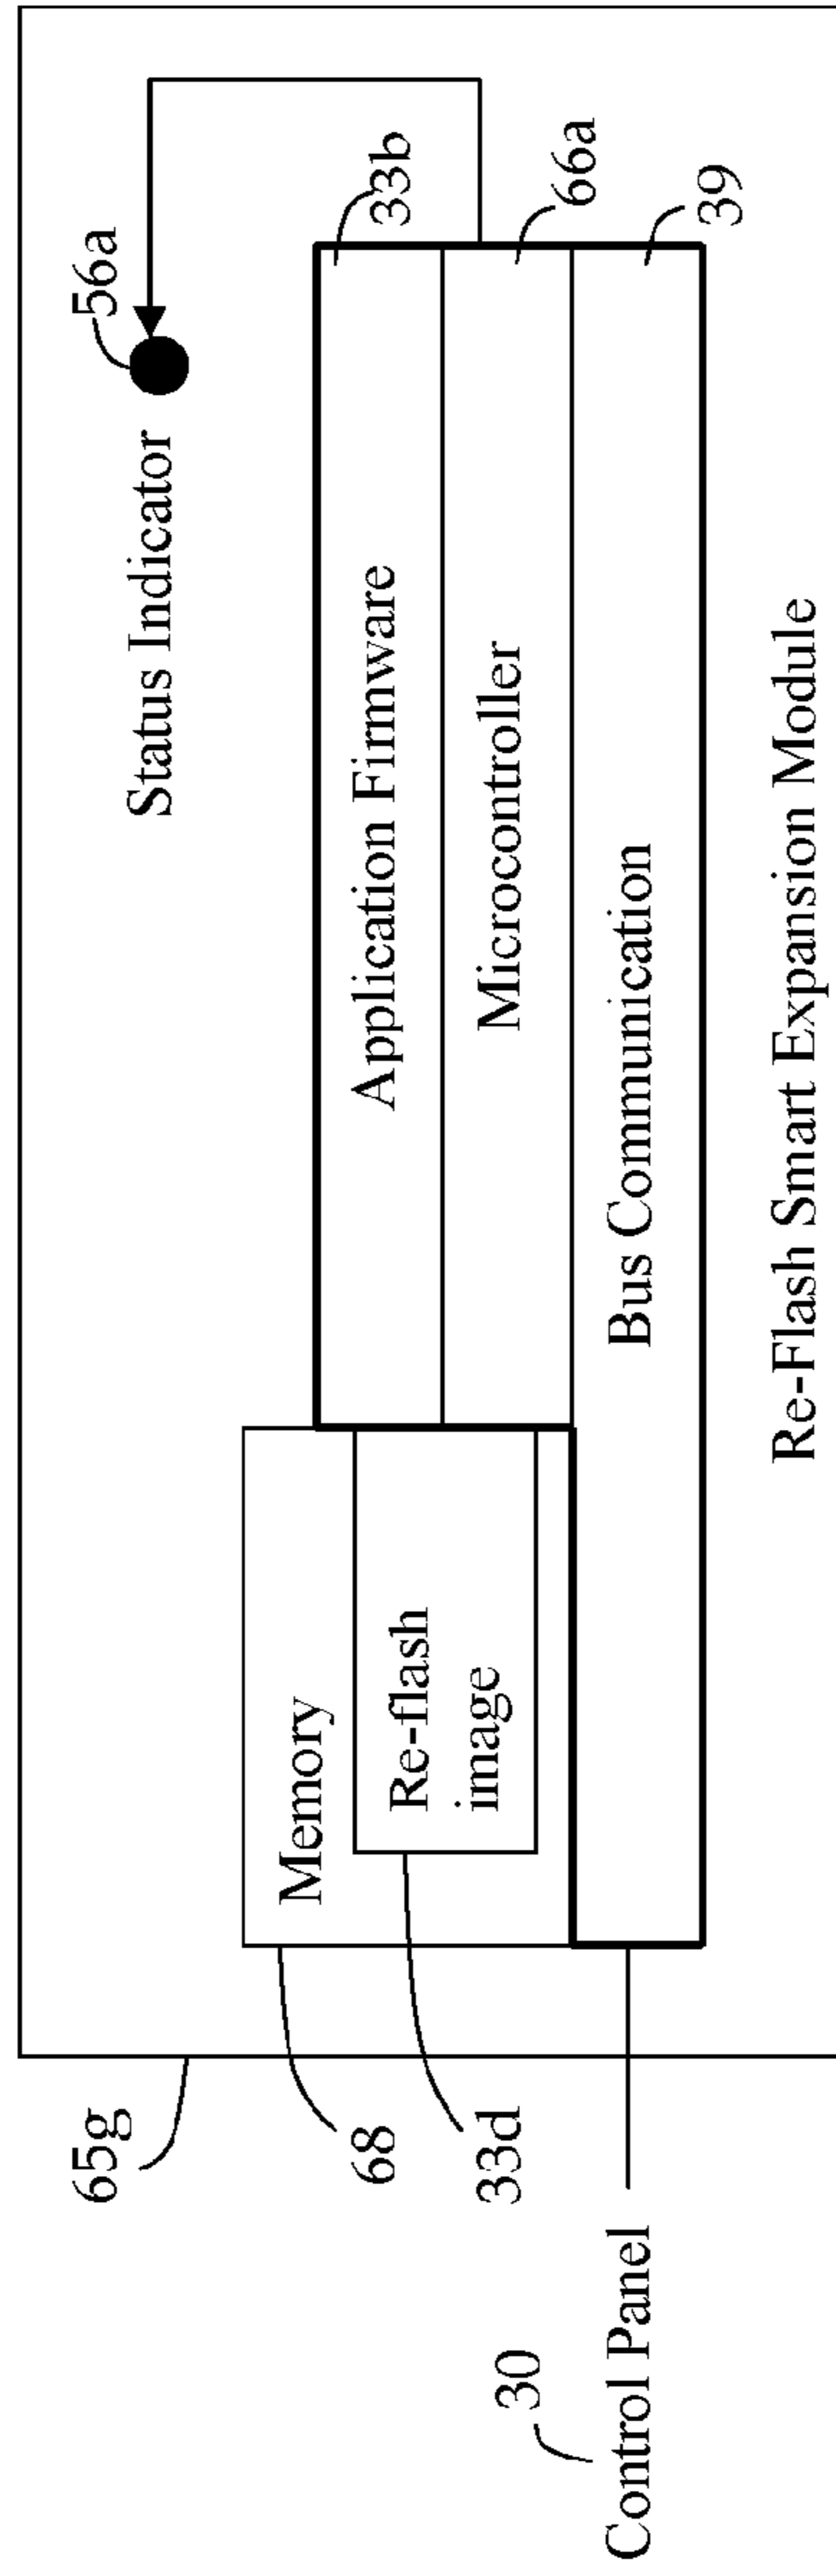 65g
56a
Status Indicator
68
Memory
33b
Application Firmware
33d
Re-flash
image
66a
Microcontroller
30
Control Panel
39
Bus Communication
Re-Flash Smart Expansion Module